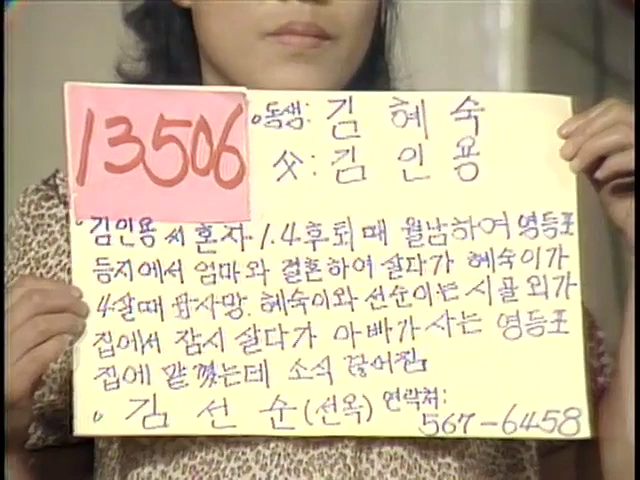 13506
○동생: 김 혜 숙
父: 김 인 용
○김인용씨 혼자 1.4후퇴때 월남하여 영등포
등지에서 엄마와 결혼하여 살다가 혜숙이가
4살때 사망. 혜숙이와 선순이는 시골 외가
집에서 잠시 살다가 아빠가 사는 영등포
집에 맡겼는데 소식 끊어짐
○ 김 선 순 (선옥) 연락처:
567-6458